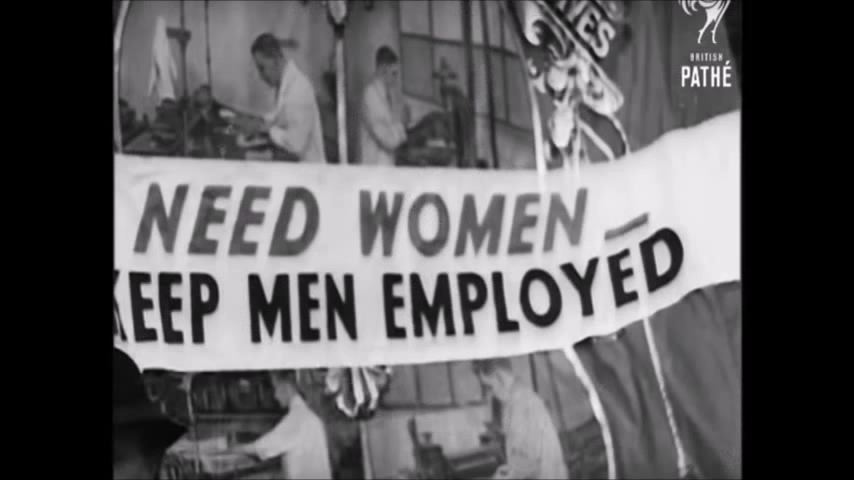 BRITISH
PATHÉ
NEED WOMEN —
KEEP MEN EMPLOYED